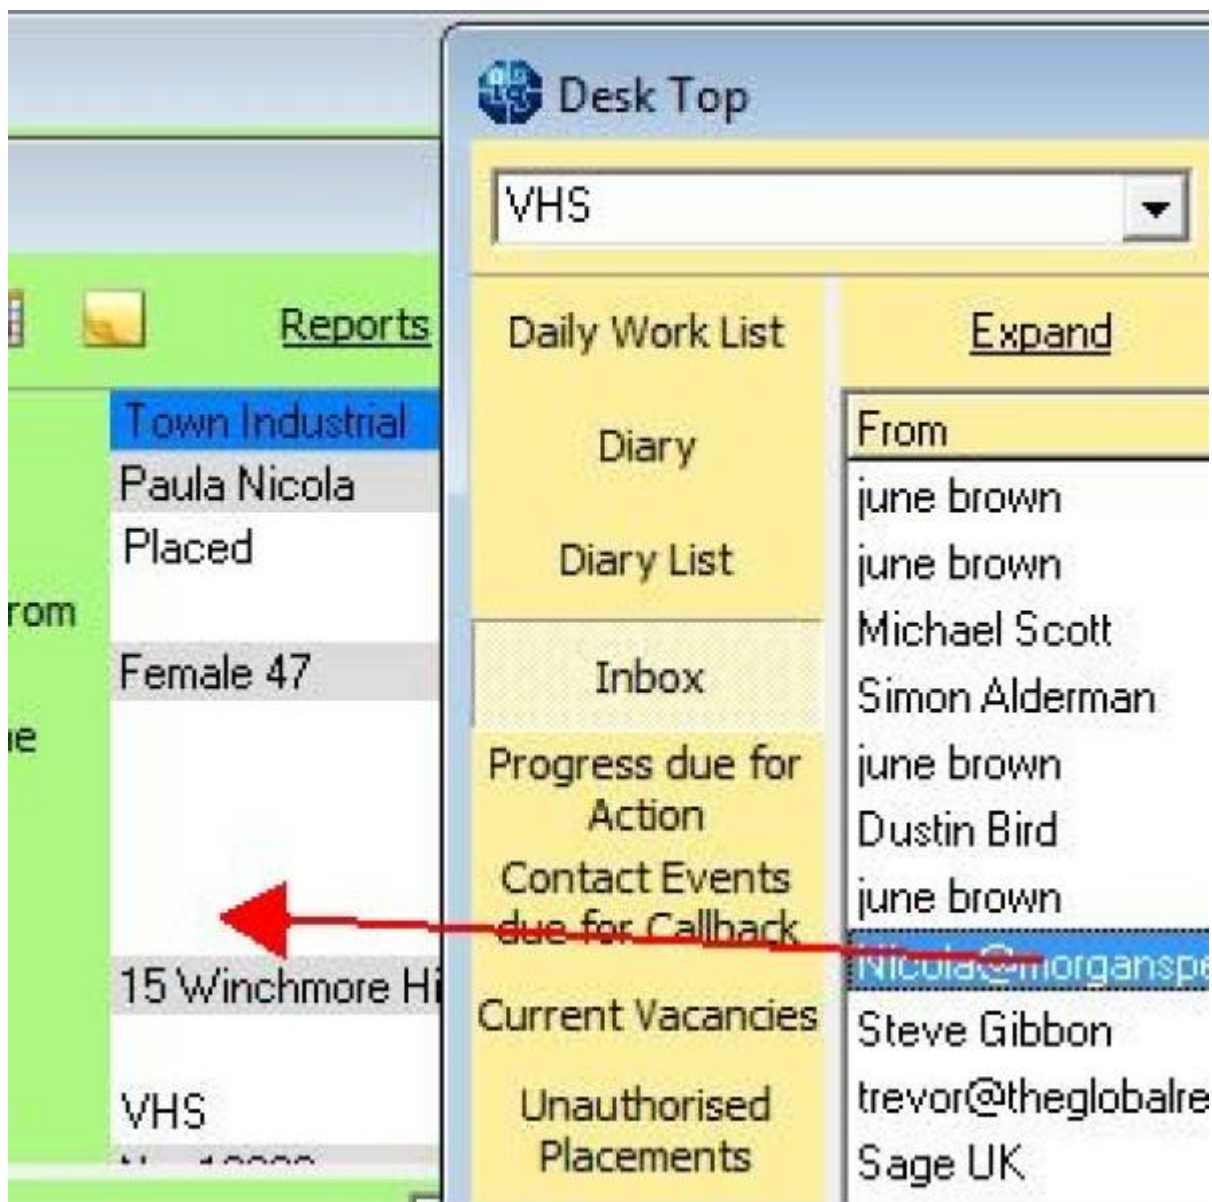 Desk Top
VHS
Reports
Daily Work List
Expand
Town Industrial
Diary
From
Paula Nicola
june brown
Placed
Diary List
june brown
rom
Michael Scott
Female 47
Inbox
Simon Alderman
Progress due for
Action
june brown
Dustin Bird
Contact Events
due for Callback
june brown
Nicola@morganspe
15 Winchmore Hi
Current Vacancies
Steve Gibbon
VHS
Unauthorised
Placements
trevor@theglobalre
Sage UK